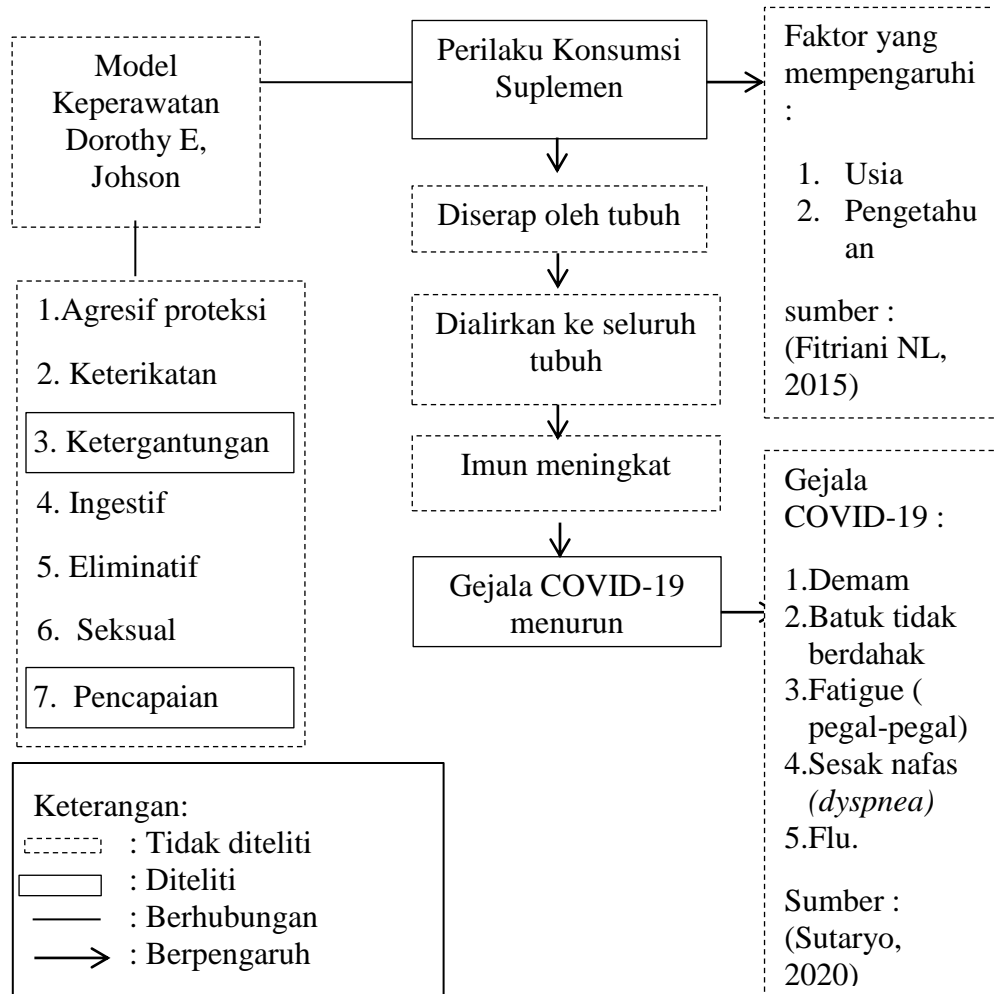 Model
Keperawatan
Dorothy E,
Johson
1.Agresif proteksi
2. Keterikatan
3. Ketergantungan
4. Ingestif
5. Eliminatif
6. Seksual
7. Pencapaian
Perilaku Konsumsi
Suplemen
Diserap oleh tubuh
Dialirkan ke seluruh
tubuh
Imun meningkat
Gejala COVID-19
menurun
Faktor yang
mempengaruhi
:
1. Usia
2. Pengetahu
an
sumber :
(Fitriani NL,
2015)
Gejala
COVID-19 :
1.Demam
2.Batuk tidak
berdahak
3.Fatigue (
pegal-pegal)
4.Sesak nafas
(dyspnea)
5.Flu.
Sumber :
(Sutaryo,
2020)
Keterangan:
: Tidak diteliti
: Diteliti
: Berhubungan
: Berpengaruh